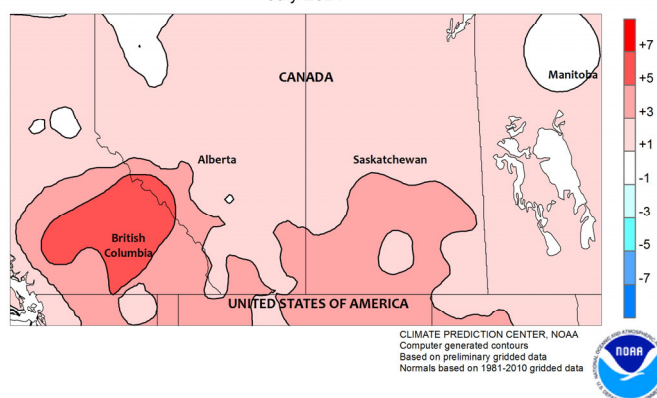 +7
+5
+3
+1
-1
-3
-5
-7
CANADA
Manitoba
Alberta
Saskatchewan
British
Columbia
UNITED STATES OF AMERICA
CLIMATE PREDICTION CENTER, NOAA
Computer generated contours
Based on preliminary gridded data
Normals based on 1981-2010 gridded data
NOAA